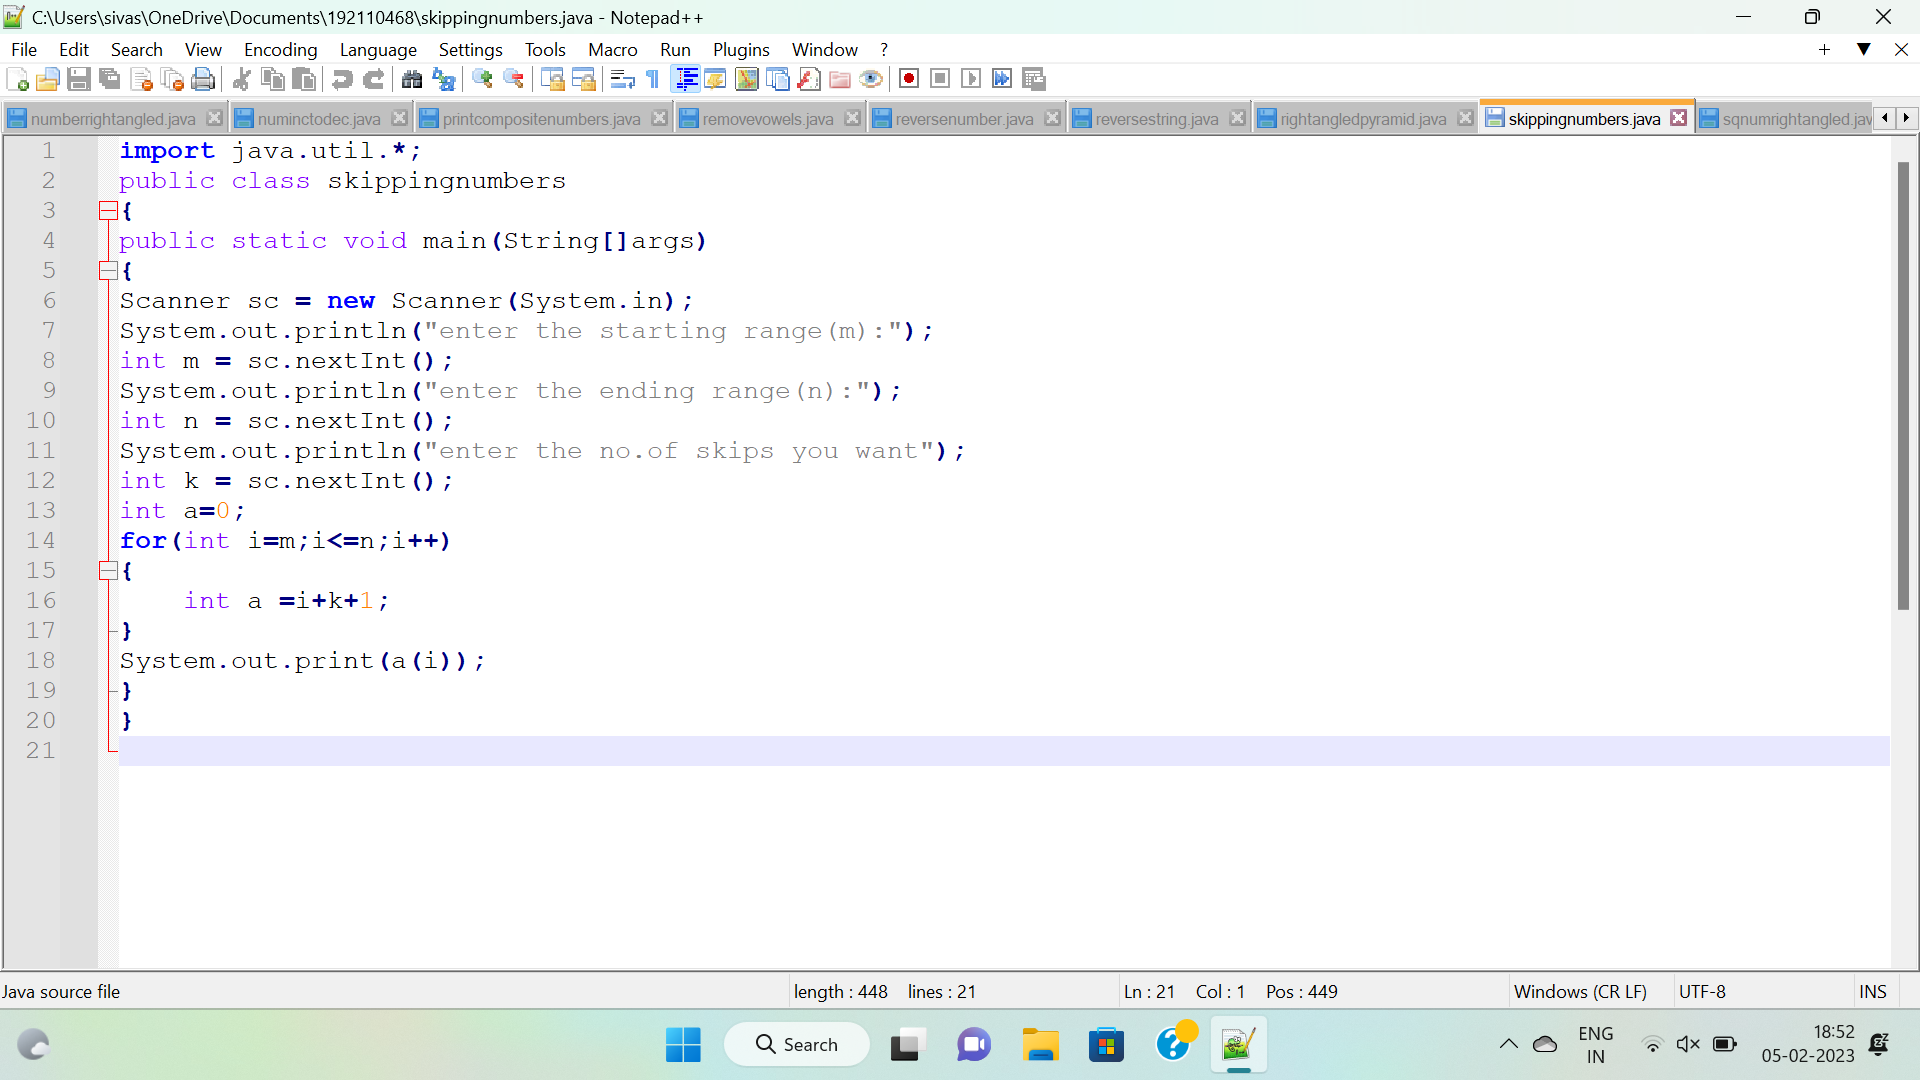 C:\Users\sivas\OneDrive\Documents\192110468\skippingnumbers.java - Notepad++
File Edit Search View Encoding Language Settings Tools Macro Run Plugins Window ?
numberrightangled.java numinctodec.java printcompositenumbers.java removevowels.java reversenumber.java reversestring.java rightangledpyramid.java skippingnumbers.java sqnumrightangled.jav
1 import java.util.*;
2 public class skippingnumbers
3 {
4 public static void main(String[]args)
5 {
6 Scanner sc = new Scanner(System.in);
7 System.out.println("enter the starting range(m):");
8 int m = sc.nextInt();
9 System.out.println("enter the ending range(n):");
10 int n = sc.nextInt();
11 System.out.println("enter the no.of skips you want");
12 int k = sc.nextInt();
13 int a=0;
14 for(int i=m;i<=n;i++)
15 {
16     int a =i+k+1;
17 }
18 System.out.print(a(i));
19 }
20 }
21
Java source file length : 448 lines : 21 Ln : 21 Col : 1 Pos : 449 Windows (CR LF) UTF-8 INS
Search
ENG
IN
18:52
05-02-2023